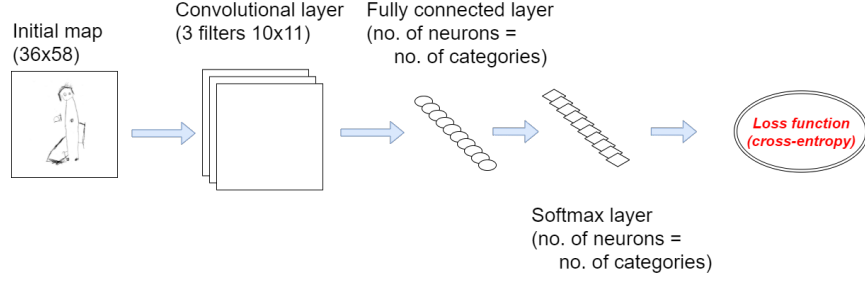 Initial map
(36x58)
Convolutional layer
(3 filters 10x11)
Fully connected layer
(no. of neurons =
no. of categories)
Loss function
(cross-entropy)
Softmax layer
(no. of neurons =
no. of categories)